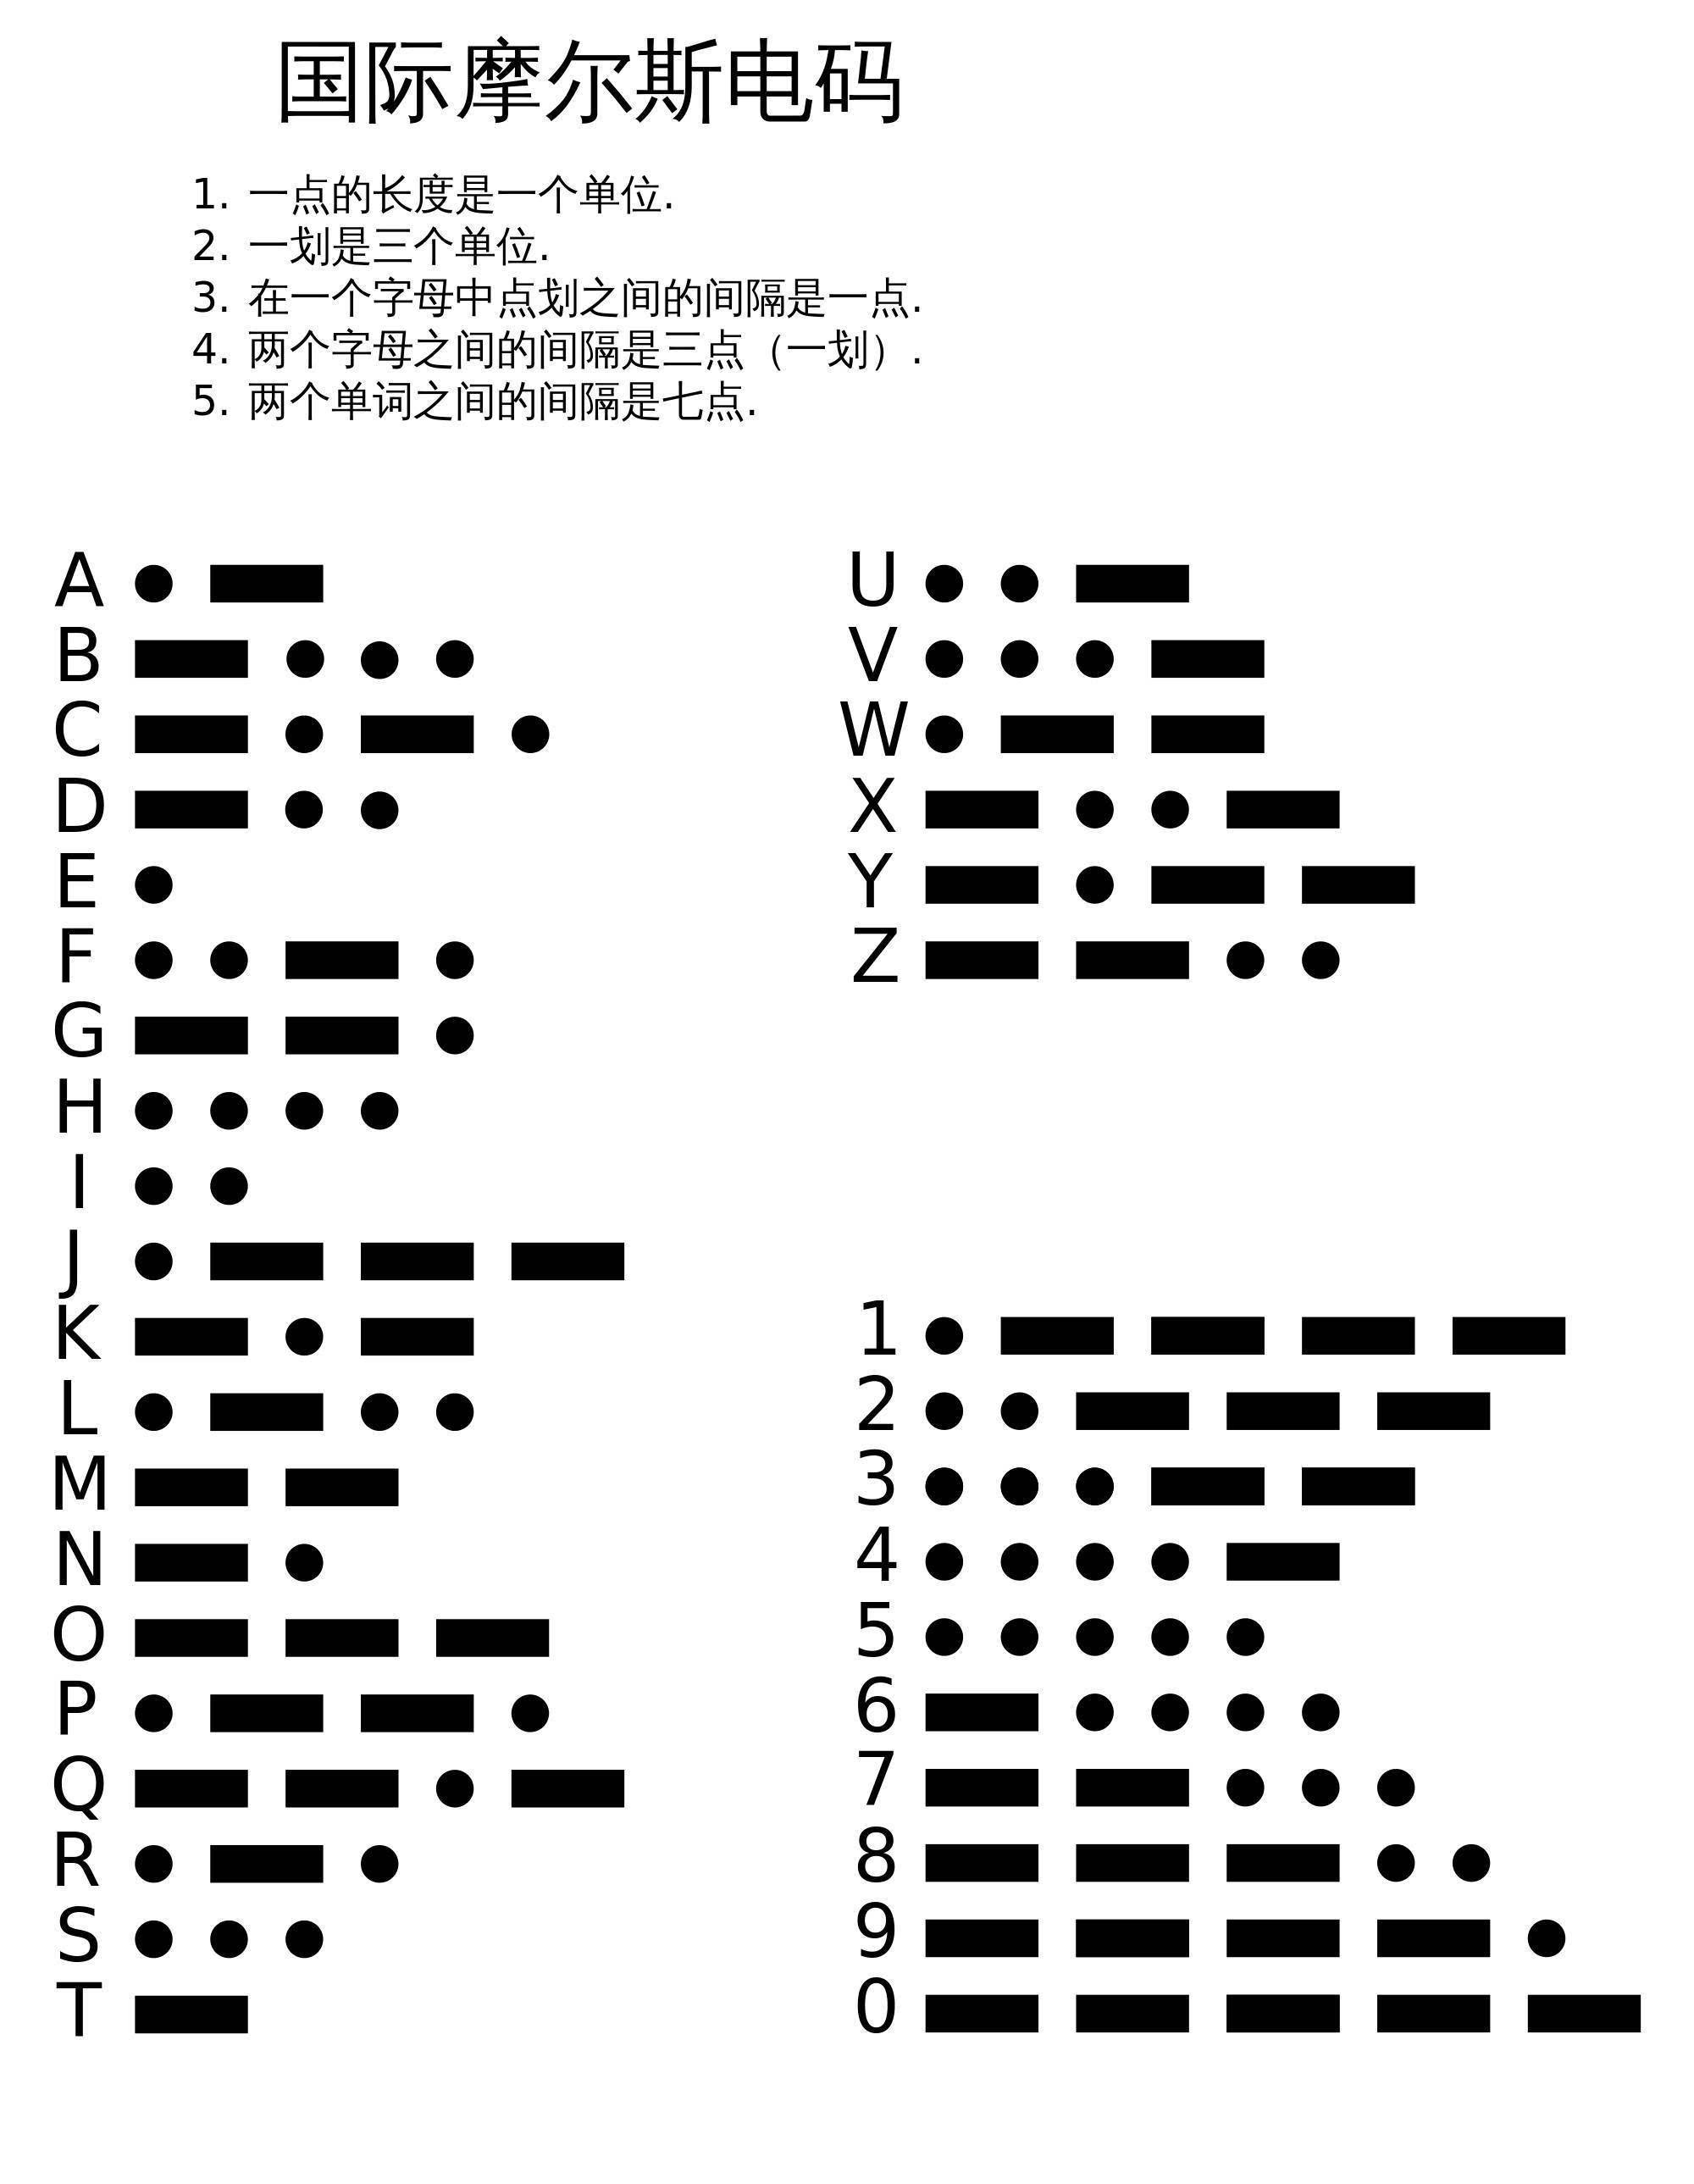 国际摩尔斯电码
1. 一点的长度是一个单位.
2. 一划是三个单位.
3. 在一个字母中点划之间的间隔是一点.
4. 两个字母之间的间隔是三点（一划）.
5. 两个单词之间的间隔是七点.
A
B
C
D
E
F
G
H
I
J
K
L
M
N
O
P
Q
R
S
T
U
V
W
X
Y
Z
1
2
3
4
5
6
7
8
9
0